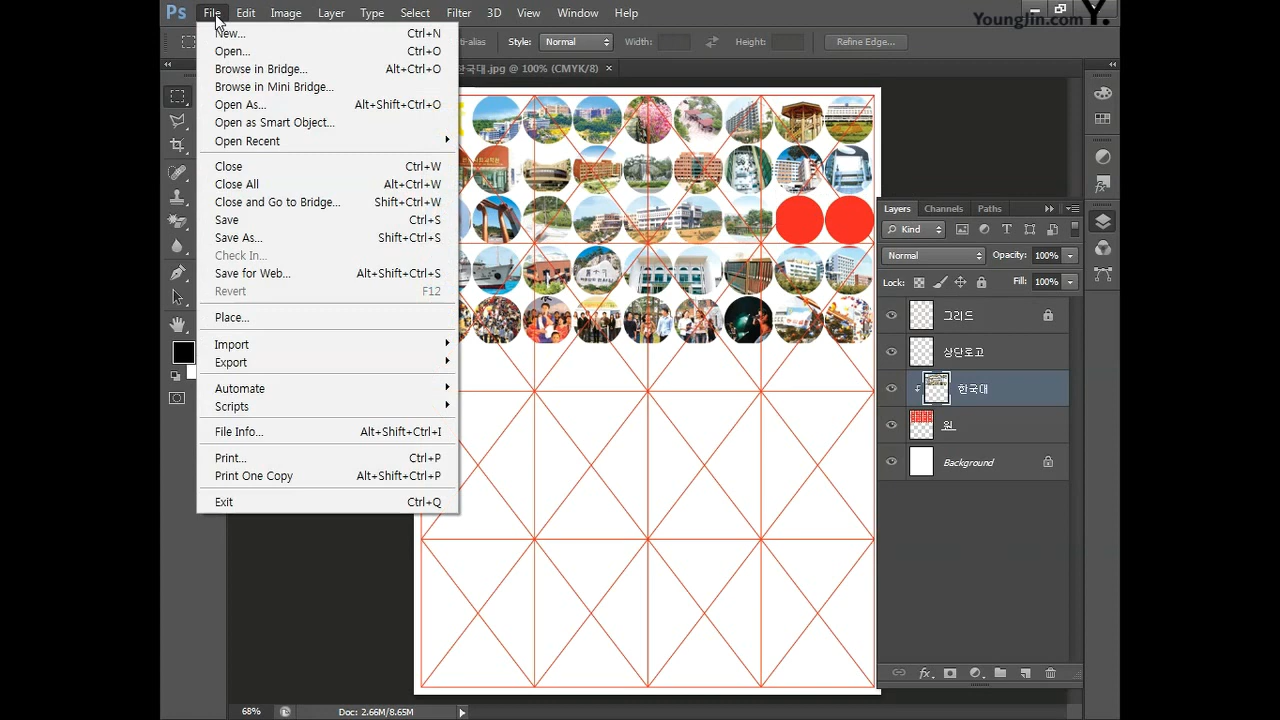 Ps File Edit Image Layer Type Select Filter 3D View Window Help
YoungJin.com Y.
ti-alias Style: Normal Width: Height: Refine Edge...
한국대.jpg @ 100% (CMYK/8) ×
New... Ctrl+N
Open... Ctrl+O
Browse in Bridge... Alt+Ctrl+O
Browse in Mini Bridge...
Open As... Alt+Shift+Ctrl+O
Open as Smart Object...
Open Recent
Close Ctrl+W
Close All Alt+Ctrl+W
Close and Go to Bridge... Shift+Ctrl+W
Save Ctrl+S
Save As... Shift+Ctrl+S
Check In...
Save for Web... Alt+Shift+Ctrl+S
Revert F12
Place...
Import
Export
Automate
Scripts
File Info... Alt+Shift+Ctrl+I
Print... Ctrl+P
Print One Copy Alt+Shift+Ctrl+P
Exit Ctrl+Q
Layers Channels Paths
Kind
Normal Opacity: 100%
Lock: Fill: 100%
그리드
상단로고
한국대
원
Background
fx
68% Doc: 2.66M/8.65M